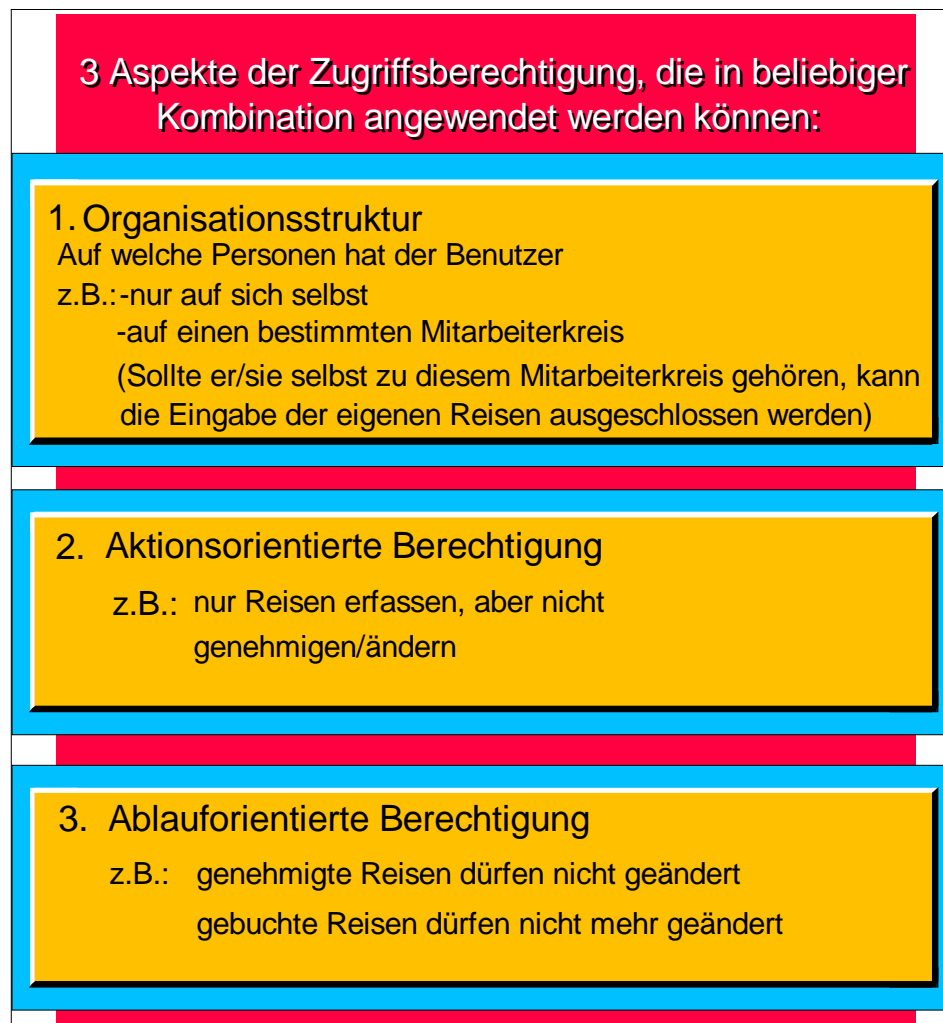 3 Aspekte der Zugriffsberechtigung, die in beliebiger
Kombination angewendet werden können:
1. Organisationsstruktur
Auf welche Personen hat der Benutzer
z.B.: -nur auf sich selbst
-auf einen bestimmten Mitarbeiterkreis
(Sollte er/sie selbst zu diesem Mitarbeiterkreis gehören, kann
die Eingabe der eigenen Reisen ausgeschlossen werden)
2. Aktionsorientierte Berechtigung
z.B.: nur Reisen erfassen, aber nicht
genehmigen/ändern
3. Ablauforientierte Berechtigung
z.B.: genehmigte Reisen dürfen nicht geändert
gebuchte Reisen dürfen nicht mehr geändert